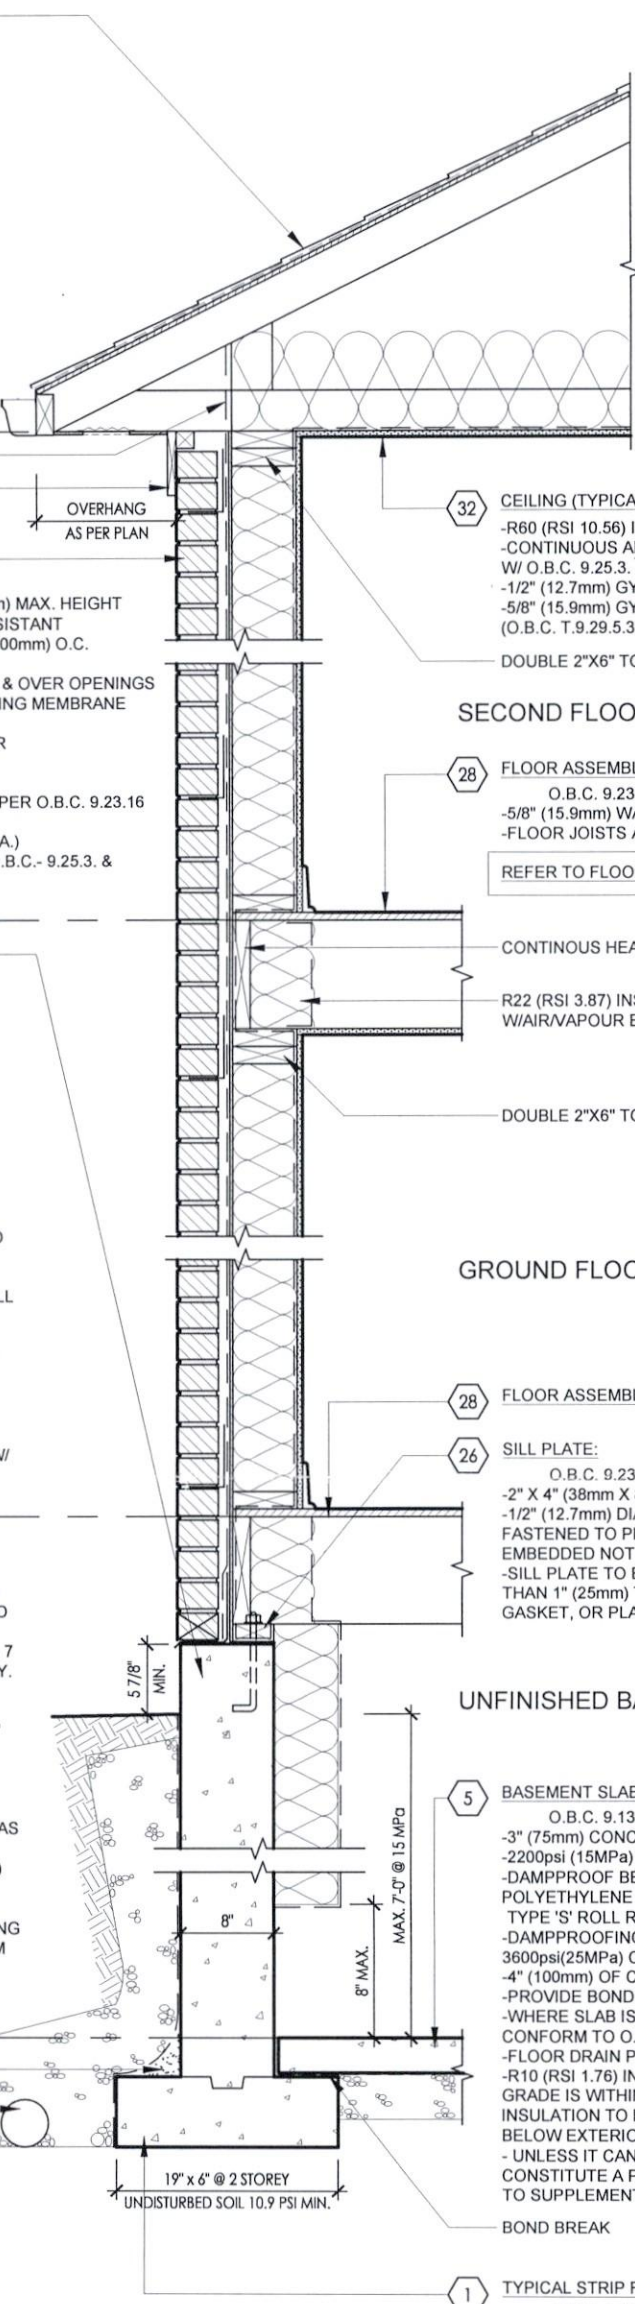 OVERHANG
AS PER PLAN
32
CEILING (TYPICA
-R60 (RSI 10.56) I
-CONTINUOUS A
W/ O.B.C. 9.25.3.
-1/2" (12.7mm) GY
-5/8" (15.9mm) GY
(O.B.C. T.9.29.5.3
) MAX. HEIGHT
SISTANT
00mm) O.C.
DOUBLE 2"X6" TO
& OVER OPENINGS
ING MEMBRANE
SECOND FLOO
R
28
FLOOR ASSEMBL
O.B.C. 9.23
-5/8" (15.9mm) W/
-FLOOR JOISTS A
PER O.B.C. 9.23.16
A.)
.B.C.- 9.25.3. &
REFER TO FLOO
CONTINOUS HEA
R22 (RSI 3.87) INS
W/AIR/VAPOUR B
DOUBLE 2"X6" TO
GROUND FLOO
LL
28
FLOOR ASSEMBL
26
SILL PLATE:
O.B.C. 9.23
-2" X 4" (38mm X
-1/2" (12.7mm) DIA
FASTENED TO P
EMBEDDED NOT
-SILL PLATE TO B
THAN 1" (25mm)
GASKET, OR PLA
W/
D
7
Y.
5 7/8"
MIN.
UNFINISHED BA
MAX. 7'-0" @ 15 MPa
5
BASEMENT SLAB
O.B.C. 9.13
-3" (75mm) CONC
-2200psi (15MPa)
-DAMPPROOF BE
POLYETHYLENE
TYPE 'S' ROLL R
-DAMPPROOFING
3600psi(25MPa) C
-4" (100mm) OF C
-PROVIDE BOND
-WHERE SLAB IS
CONFORM TO O.
-FLOOR DRAIN P
-R10 (RSI 1.76) IN
GRADE IS WITHIN
INSULATION TO
BELOW EXTERIO
- UNLESS IT CAN
CONSTITUTE A F
TO SUPPLEMENT
AS
)
NG
M
8"
8" MAX.
19" x 6" @ 2 STOREY
UNDISTURBED SOIL 10.9 PSI MIN.
BOND BREAK
1
TYPICAL STRIP F